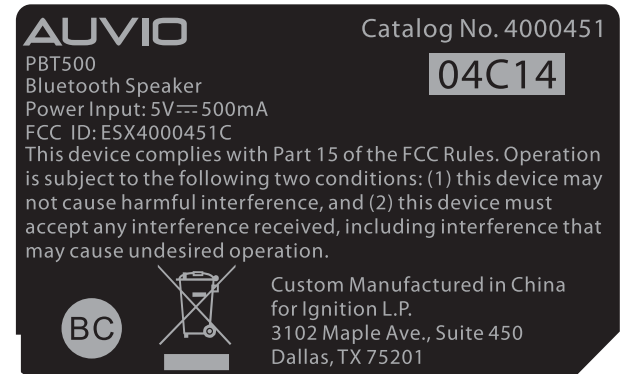 AUVIO
Catalog No. 4000451
PBT500
04C14
Bluetooth Speaker
Power Input: 5V⎓500mA
FCC ID: ESX4000451C
This device complies with Part 15 of the FCC Rules. Operation
is subject to the following two conditions: (1) this device may
not cause harmful interference, and (2) this device must
accept any interference received, including interference that
may cause undesired operation.
BC
Custom Manufactured in China
for Ignition L.P.
3102 Maple Ave., Suite 450
Dallas, TX 75201